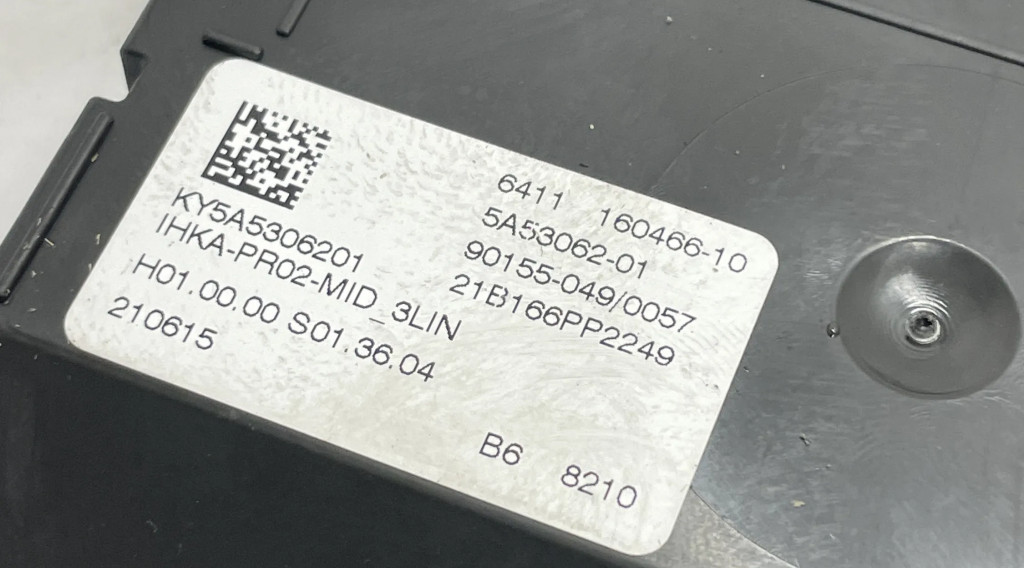 6411 160466-10
KY5A5306201 5A53062-01
IHKA-PR02-MID_3LIN 90155-049/0057
H01.00.00 S01.36.04 21B166PP2249
210615
B6 8210